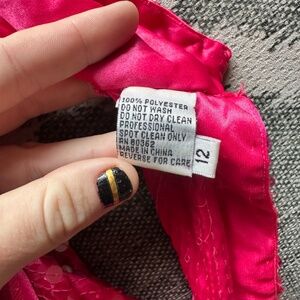 100% POLYESTER
DO NOT WASH
DO NOT DRY CLEAN
PROFESSIONAL
SPOT CLEAN ONLY
RN 80362
MADE IN CHINA
REVERSE FOR CARE
12